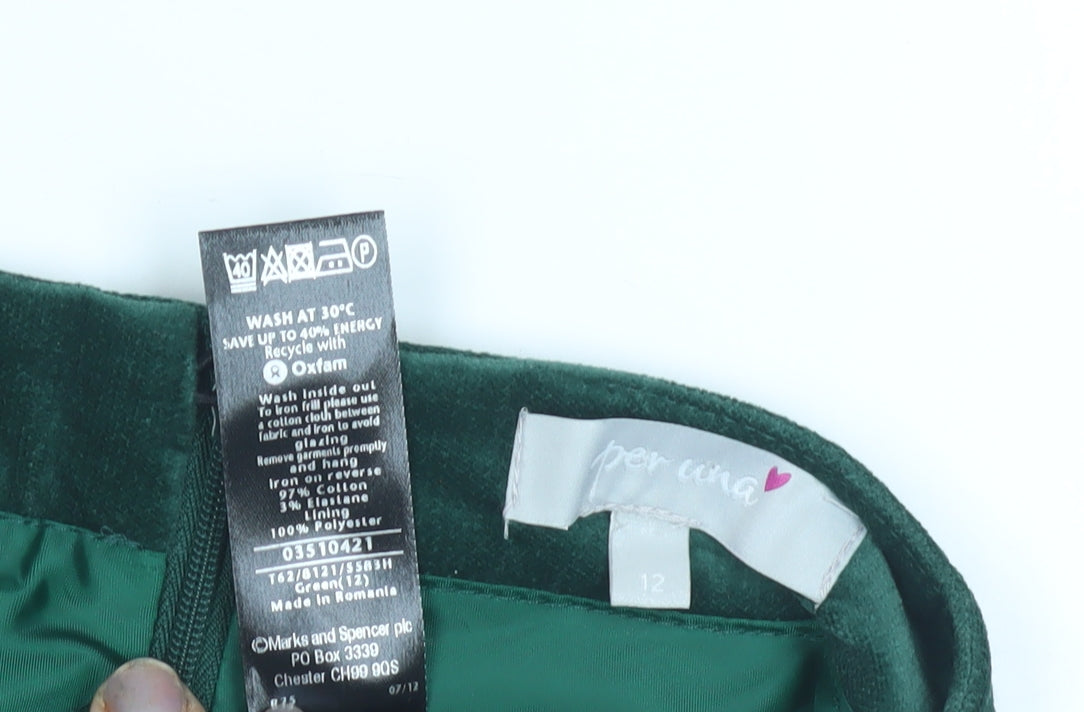 40
P
WASH AT 30°C
SAVE UP TO 40% ENERGY
Recycle with
Oxfam
Wash inside out
To iron frill please use
a cotton cloth between
fabric and iron to avoid
glazing
Remove garments promptly
and hang
Iron on reverse
97% Cotton
3% Elastane
Lining
100% Polyester
03510421
T62/8121/5583H
Green(12)
Made in Romania
©Marks and Spencer plc
PO Box 3339
Chester CH99 9QS
07/12
per una
12